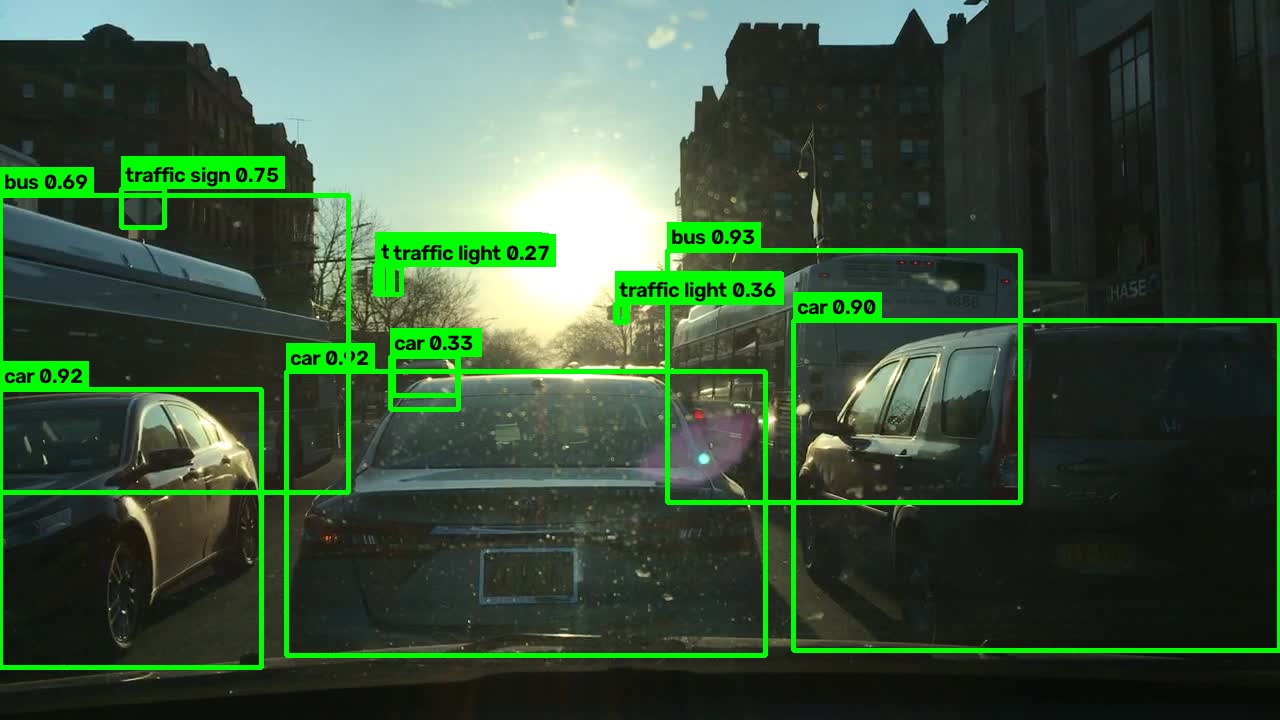 traffic sign 0.75
bus 0.69
bus 0.93
t traffic light 0.27
traffic light 0.36
HASE
car 0.90
car 0.33
car 0.92
car 0.92